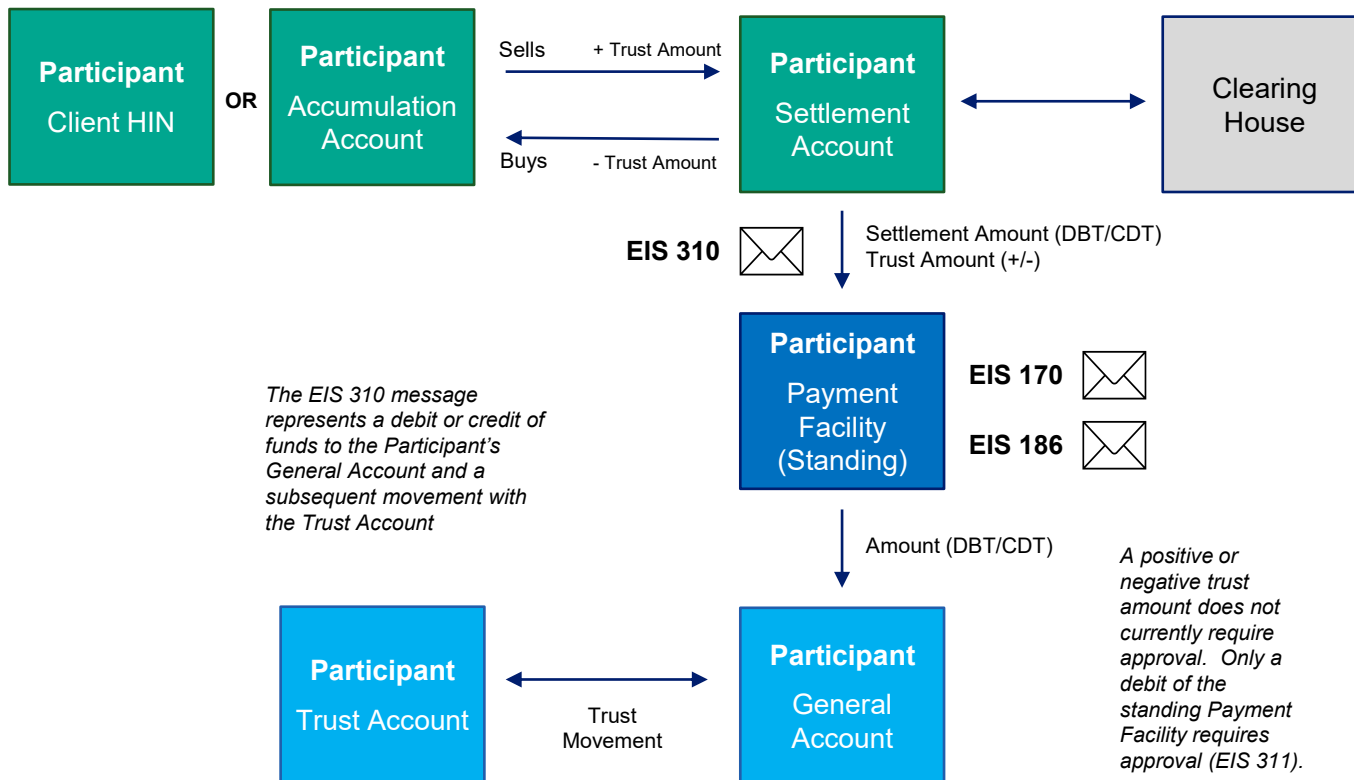 Participant
Client HIN
OR
Participant
Accumulation
Account
Sells
+ Trust Amount
Buys
- Trust Amount
Participant
Settlement
Account
Clearing
House
EIS 310
Settlement Amount (DBT/CDT)
Trust Amount (+/-)
Participant
Payment
Facility
(Standing)
EIS 170
EIS 186
The EIS 310 message
represents a debit or credit of
funds to the Participant’s
General Account and a
subsequent movement with
the Trust Account
Amount (DBT/CDT)
A positive or
negative trust
amount does not
currently require
approval.  Only a
debit of the
standing Payment
Facility requires
approval (EIS 311).
Participant
Trust Account
Trust
Movement
Participant
General
Account